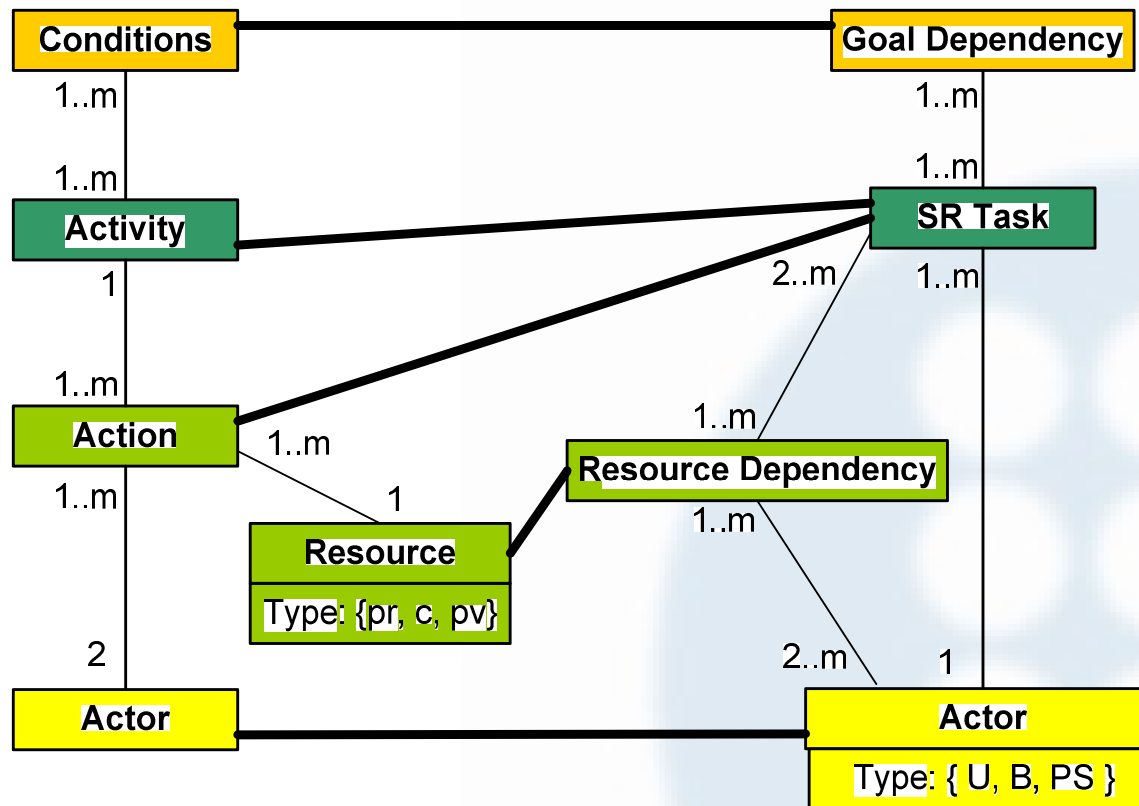 Conditions
Goal Dependency
1..m
1..m
1..m
1..m
Activity
SR Task
1
2..m
1..m
1..m
1..m
Action
1..m
Resource Dependency
1..m
1
1..m
Resource
Type: {pr, c, pv}
2
2..m
1
Actor
Actor
Type: { U, B, PS }